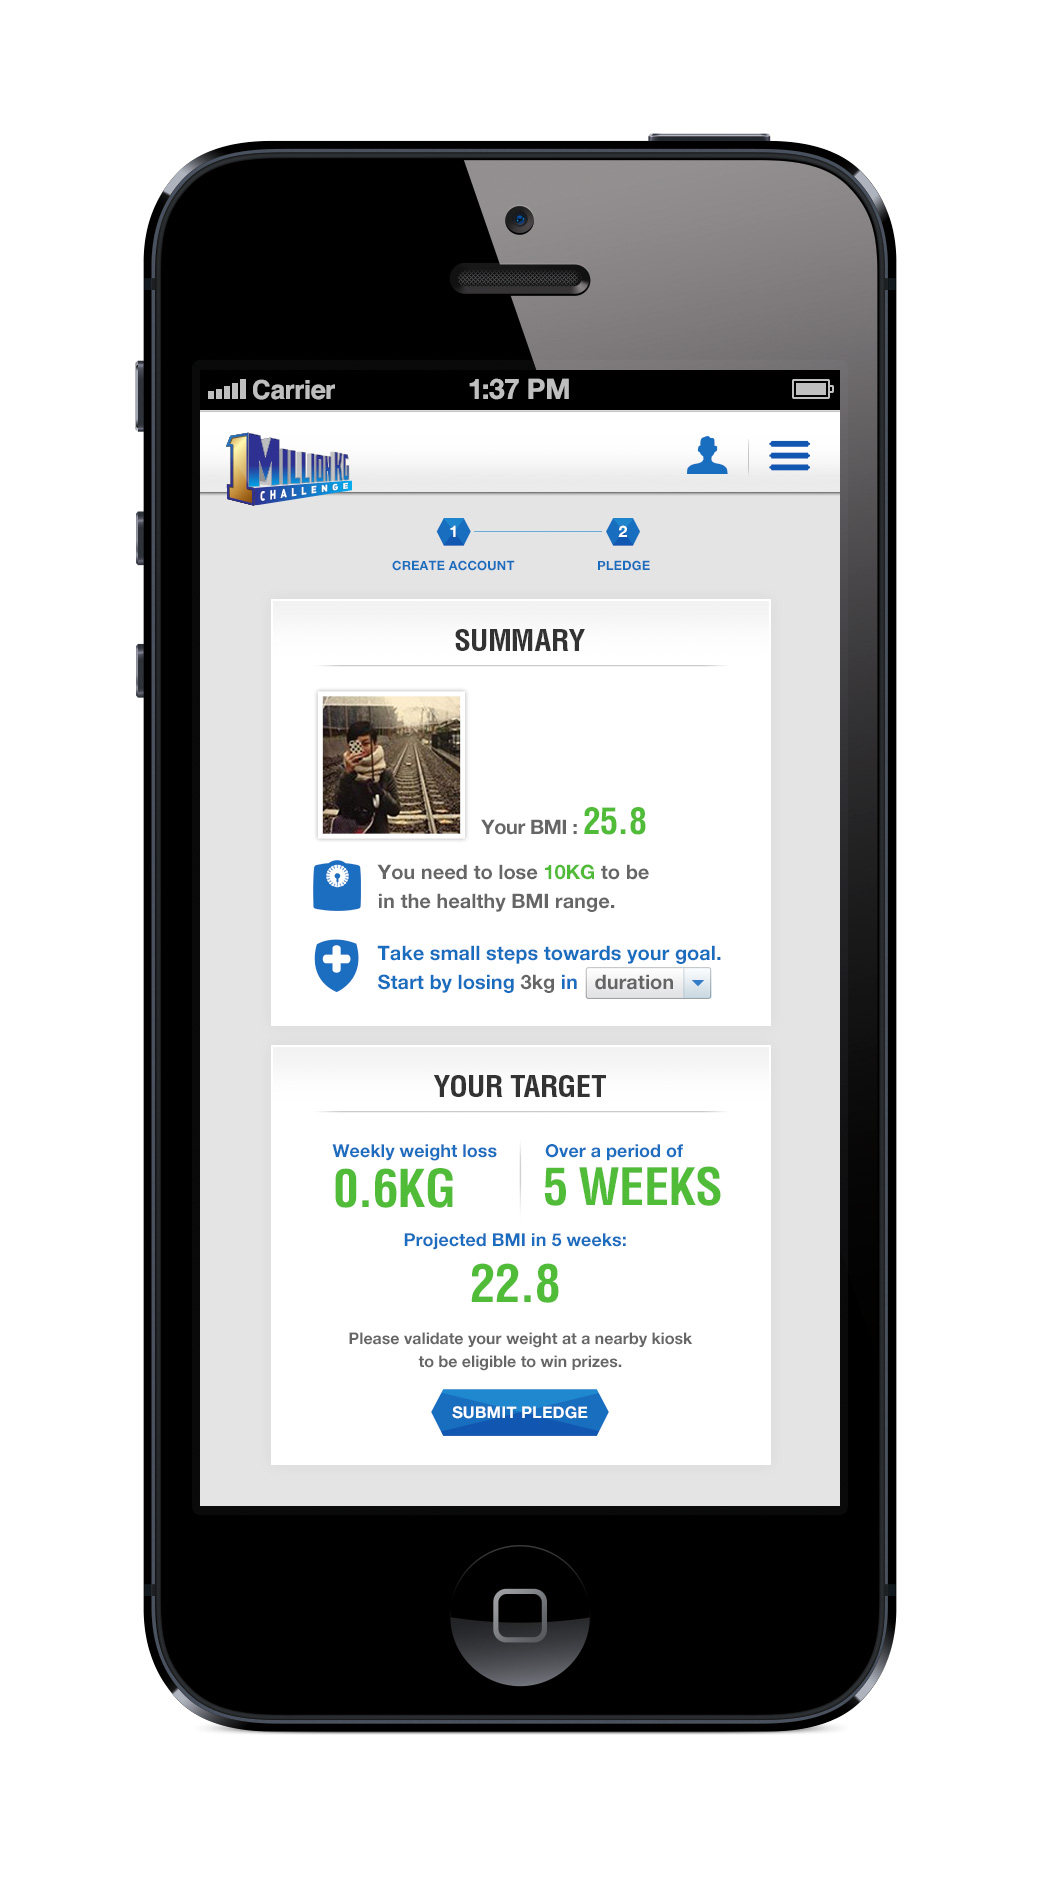 Carrier
1:37 PM
1 MILLION KG
CHALLENGE
1
2
CREATE ACCOUNT
PLEDGE
SUMMARY
Your BMI : 25.8
You need to lose 10KG to be
in the healthy BMI range.
Take small steps towards your goal.
Start by losing 3kg in duration
YOUR TARGET
Weekly weight loss
0.6KG
Over a period of
5 WEEKS
Projected BMI in 5 weeks:
22.8
Please validate your weight at a nearby kiosk
to be eligible to win prizes.
SUBMIT PLEDGE